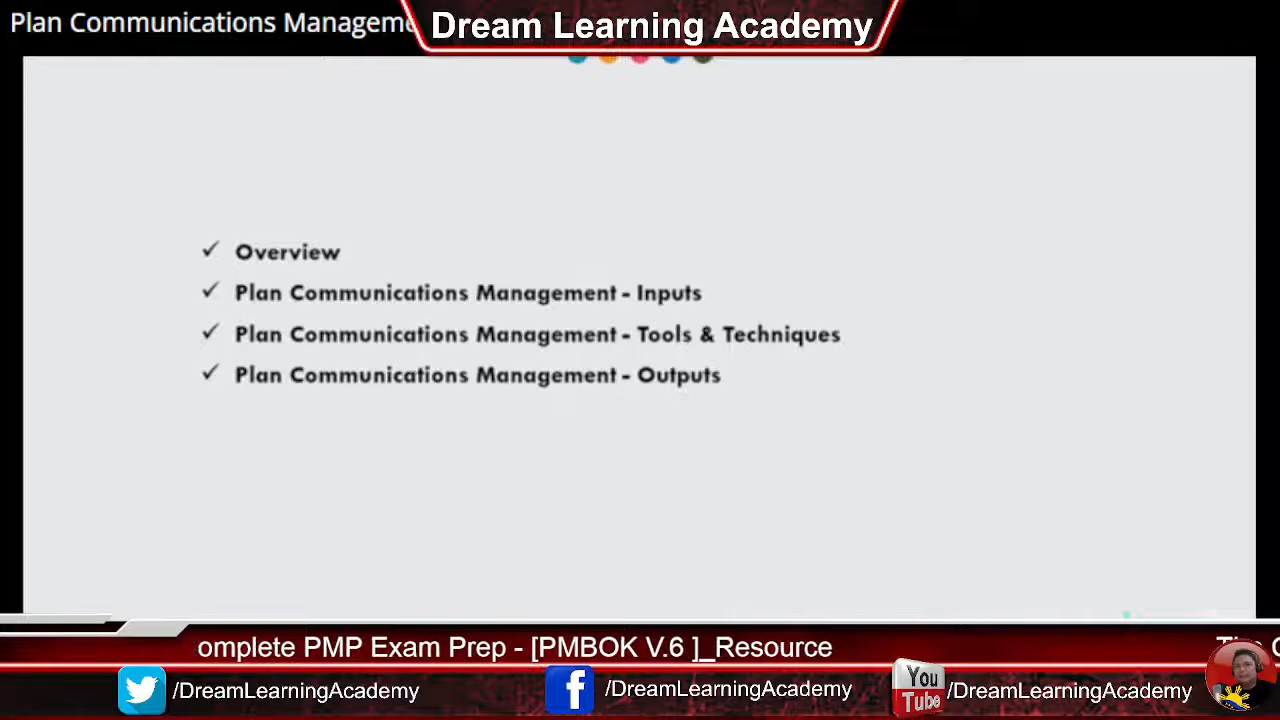 Plan Communications Manageme
Dream Learning Academy
Overview
Plan Communications Management - Inputs
Plan Communications Management - Tools & Techniques
Plan Communications Management - Outputs
omplete PMP Exam Prep - [PMBOK V.6 ]_Resource
/DreamLearningAcademy
/DreamLearningAcademy
You
Tube
/DreamLearningAcademy